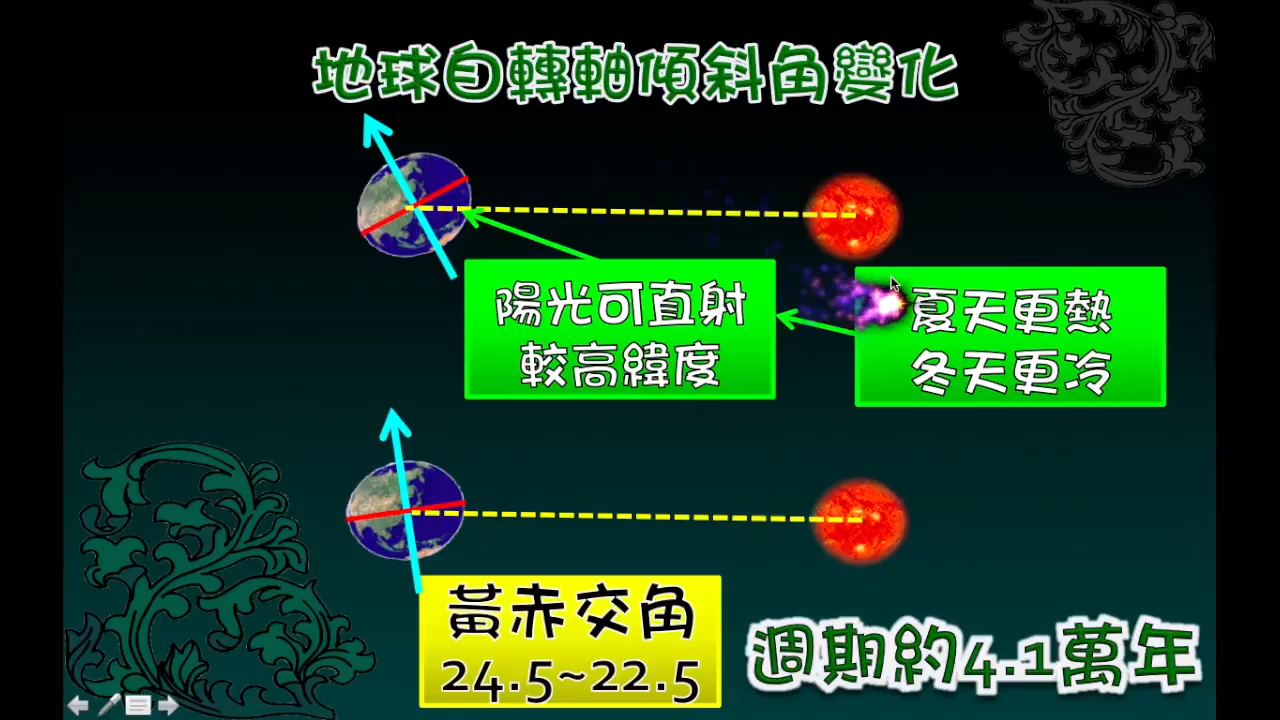 地球自轉軸傾斜角變化
陽光可直射
較高緯度
夏天更熱
冬天更冷
黃赤交角
24.5~22.5
週期約4.1萬年